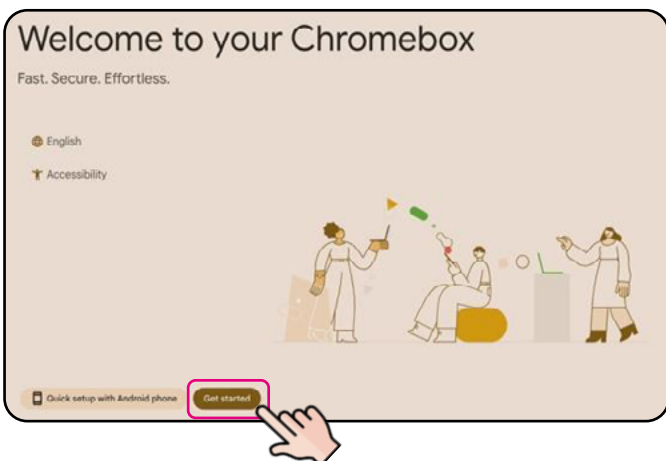 Welcome to your Chromebox
Fast. Secure. Effortless.
English
Accessibility
Quick setup with Android phone
Get started